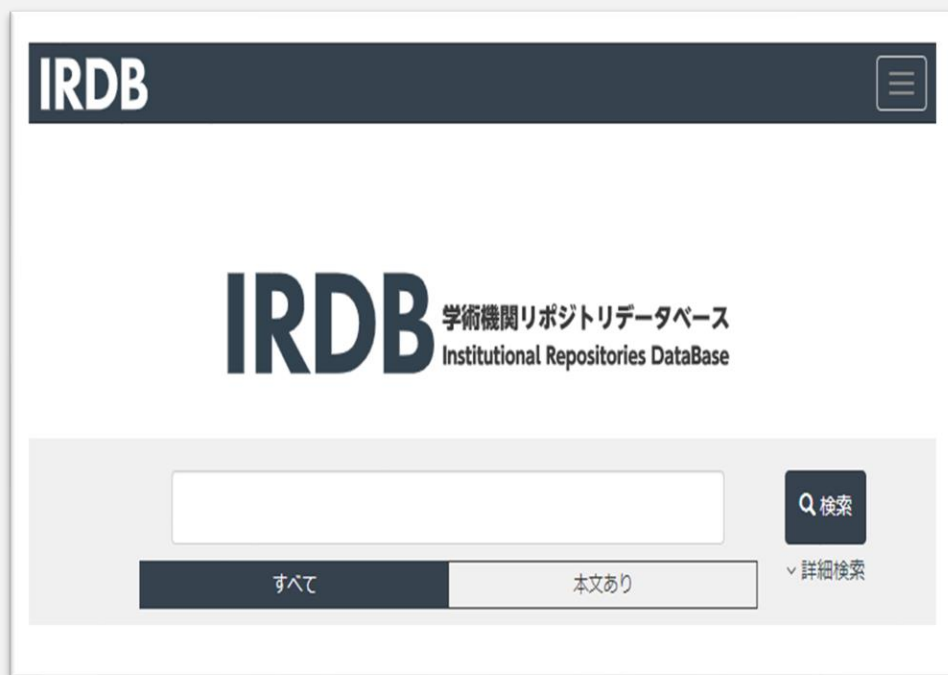 IRDB
IRDB
学術機関リポジトリデータベース
Institutional Repositories DataBase
検索
すべて
本文あり
詳細検索